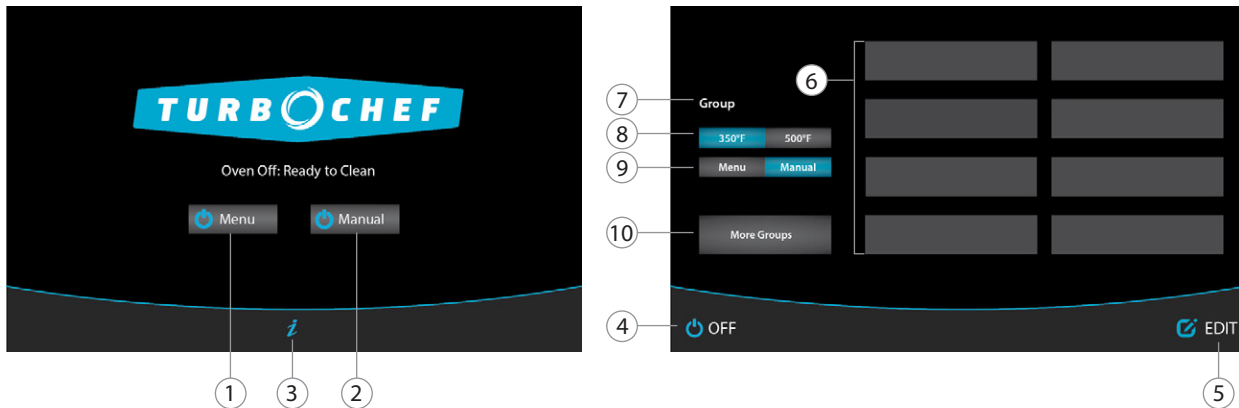 TURBOCHEF
Oven Off: Ready to Clean
Menu
Manual
i
1
3
2
6
7
Group
8
350°F
500°F
9
Menu
Manual
10
More Groups
4
OFF
EDIT
5